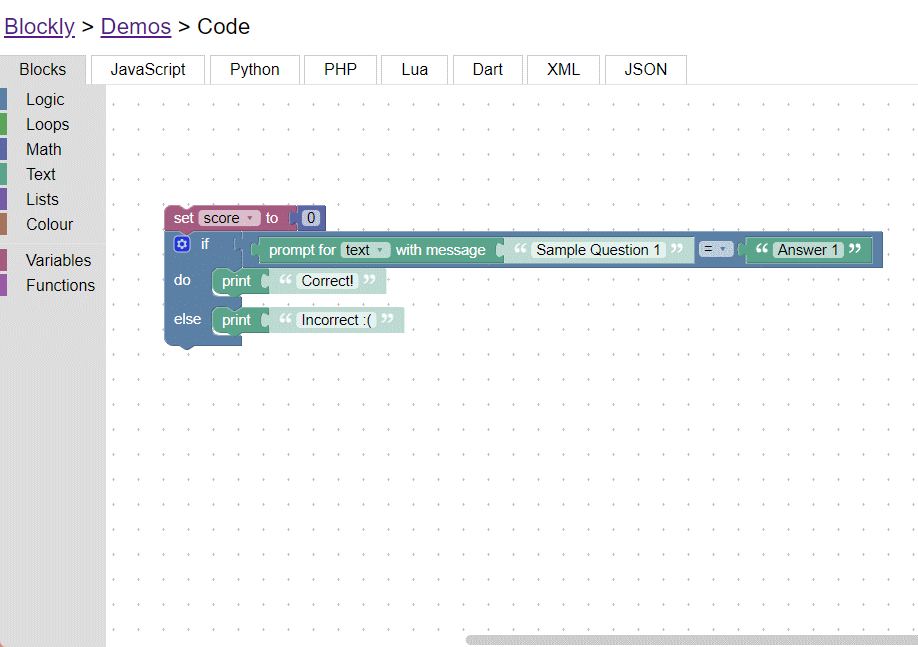 Blockly > Demos > Code
Blocks JavaScript Python PHP Lua Dart XML JSON
Logic
Loops
Math
Text
Lists
Colour
Variables
Functions
set score to 0
if prompt for text with message “ Sample Question 1 ” = “ Answer 1 ”
do print “ Correct! ”
else print “ Incorrect :( ”